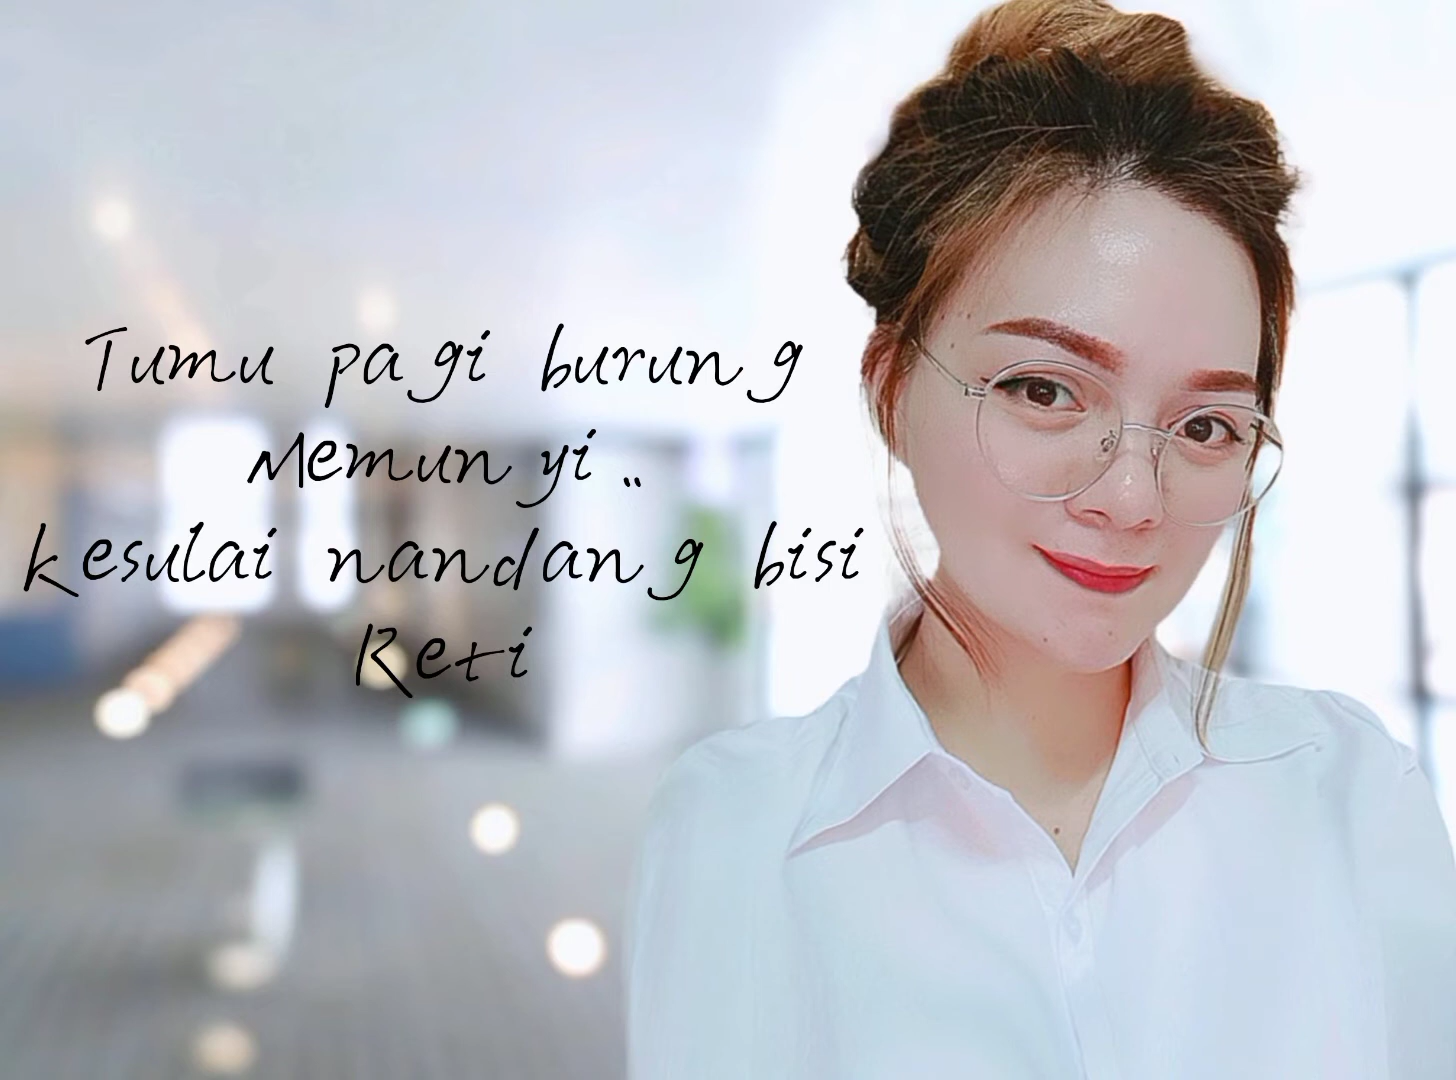 Tumu pagi burung
Memunyi ..
kesulai nandang bisi
Reti